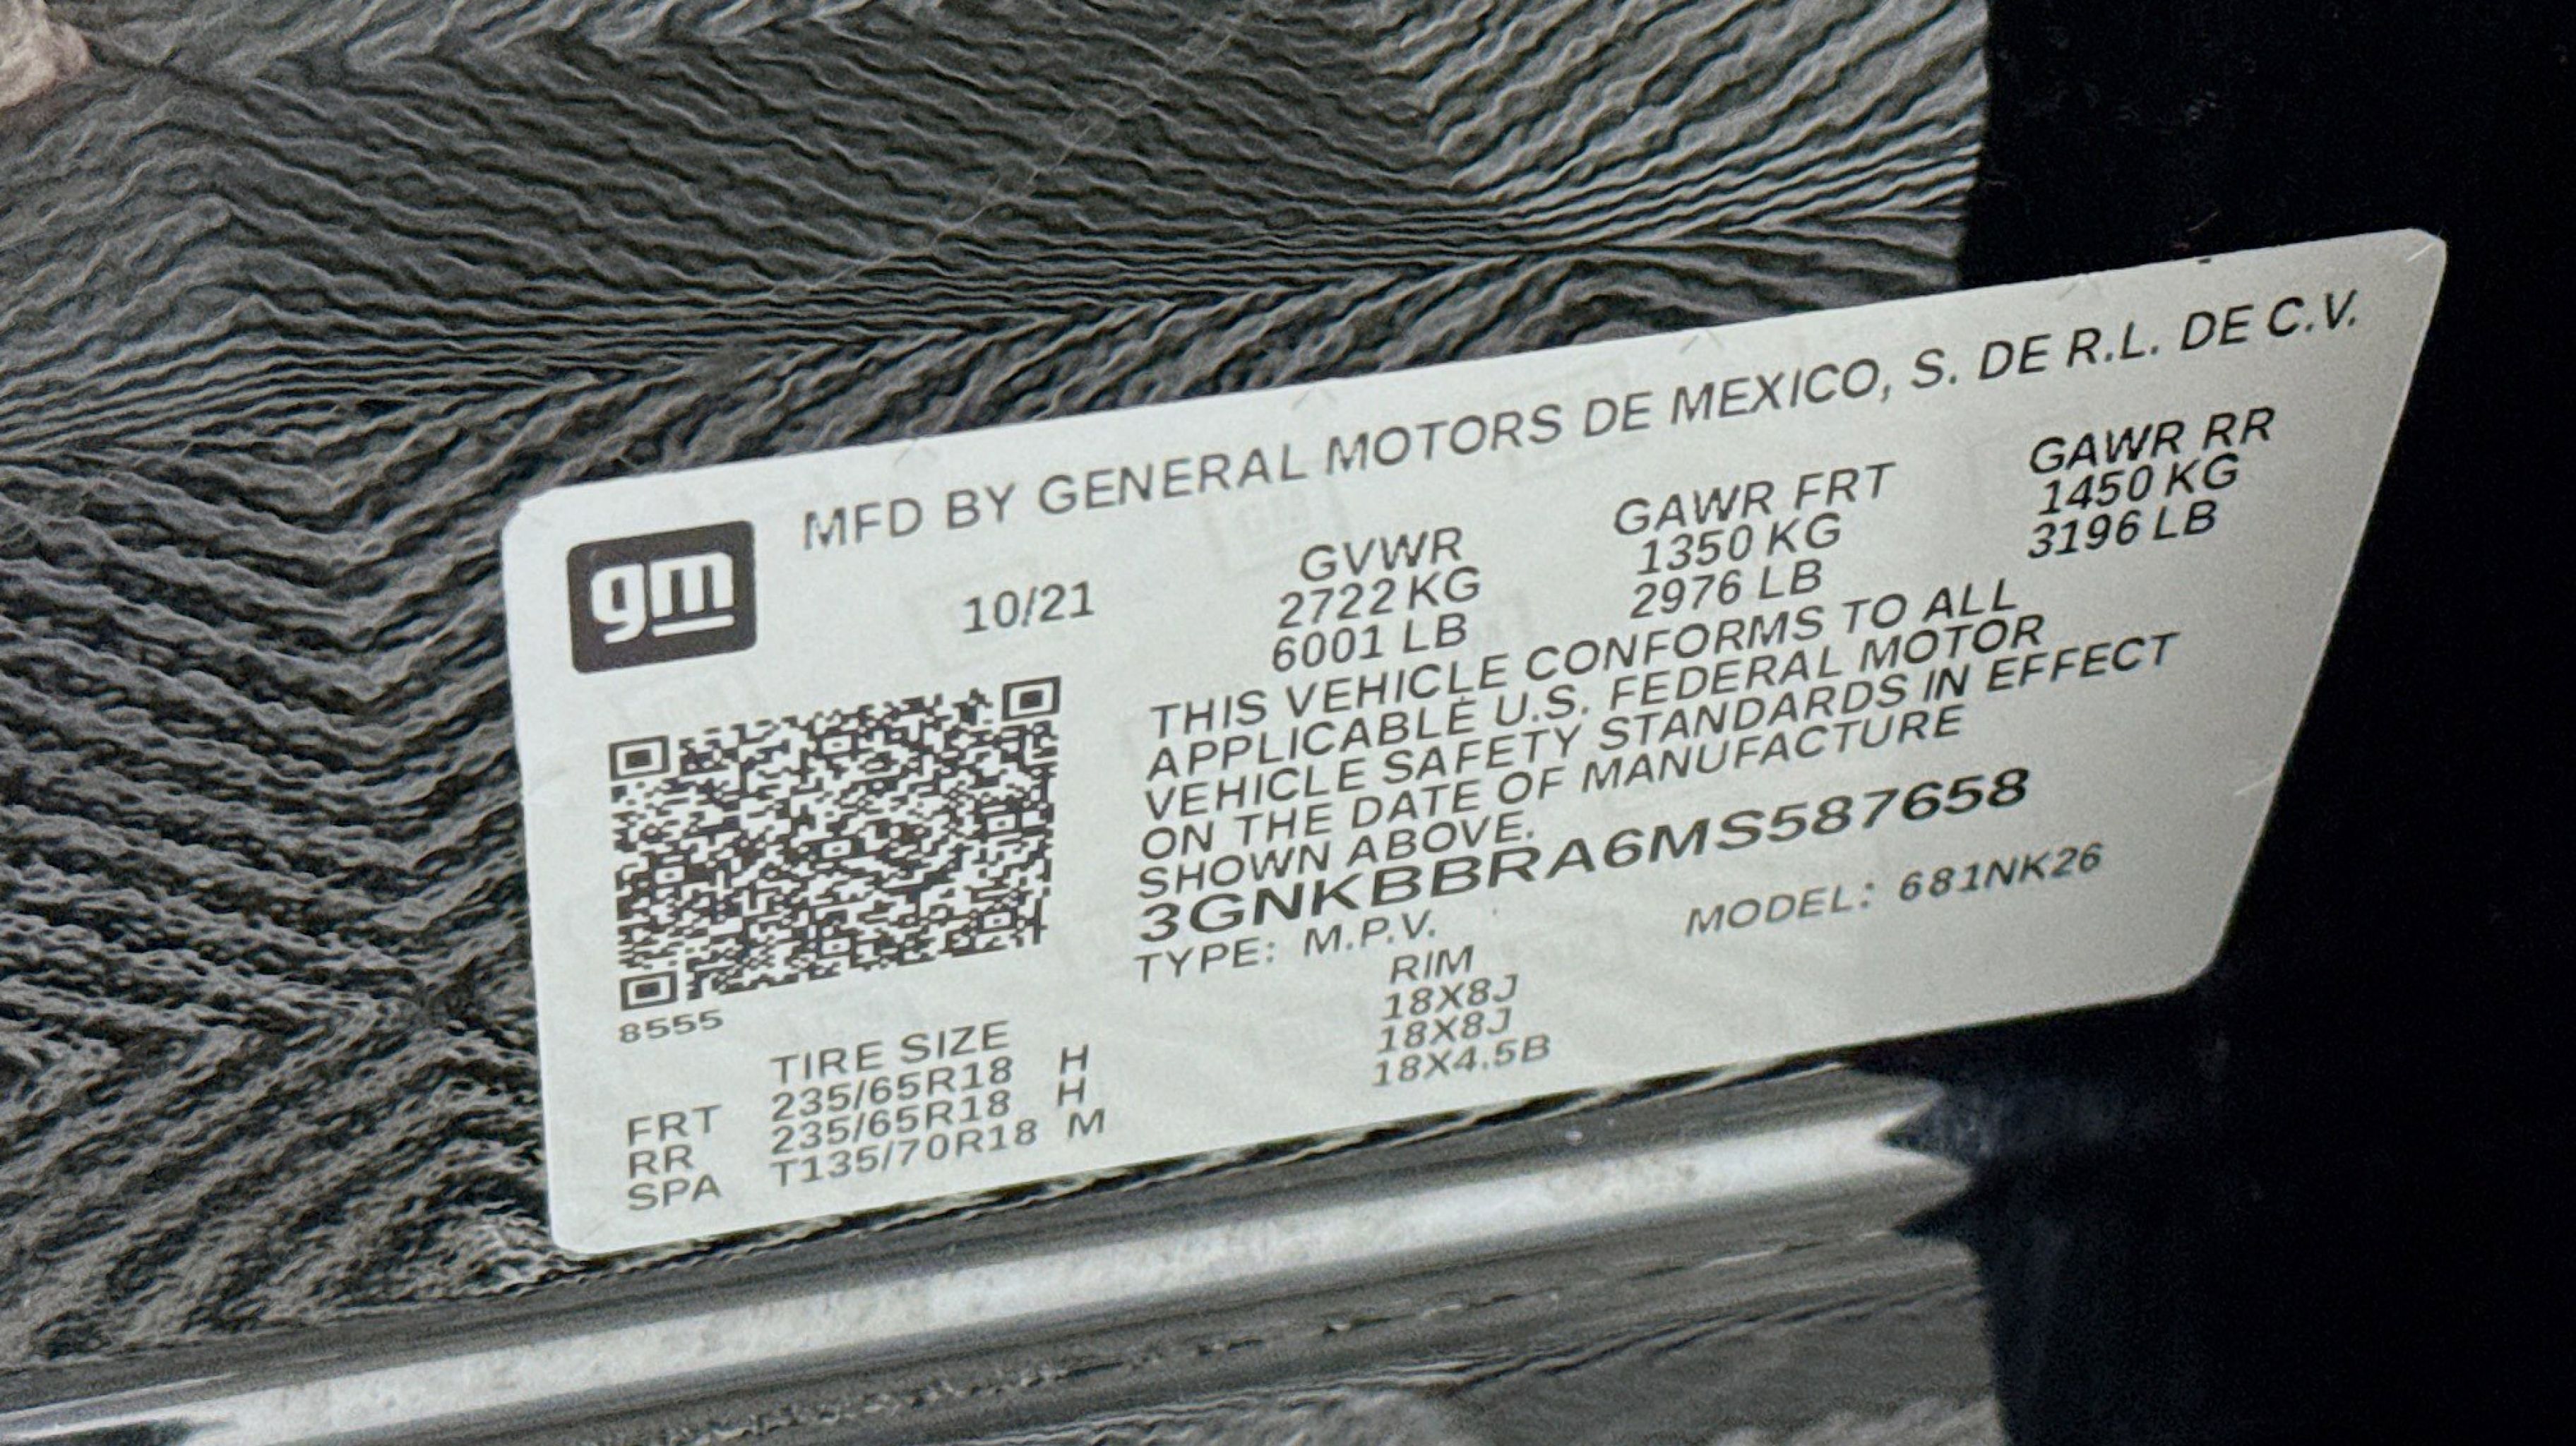 MFD BY GENERAL MOTORS DE MEXICO, S. DE R.L. DE C.V.
gm
10/21
GVWR GAWR FRT GAWR RR
2722 KG 1350 KG 1450 KG
6001 LB 2976 LB 3196 LB
THIS VEHICLE CONFORMS TO ALL
APPLICABLE U.S. FEDERAL MOTOR
VEHICLE SAFETY STANDARDS IN EFFECT
ON THE DATE OF MANUFACTURE
SHOWN ABOVE.
3GNKBBRA6MS587658
TYPE: M.P.V. MODEL: 681NK26
8555
TIRE SIZE RIM
FRT 235/65R18 H 18X8J
RR 235/65R18 H 18X8J
SPA T135/70R18 M 18X4.5B